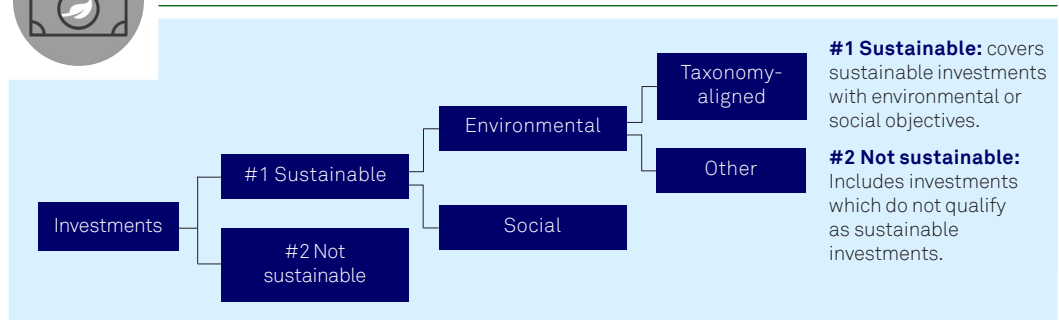 Investments
#1 Sustainable
#2 Not
sustainable
Environmental
Social
Taxonomy-
aligned
Other
#1 Sustainable: covers
sustainable investments
with environmental or
social objectives.
#2 Not sustainable:
Includes investments
which do not qualify
as sustainable
investments.